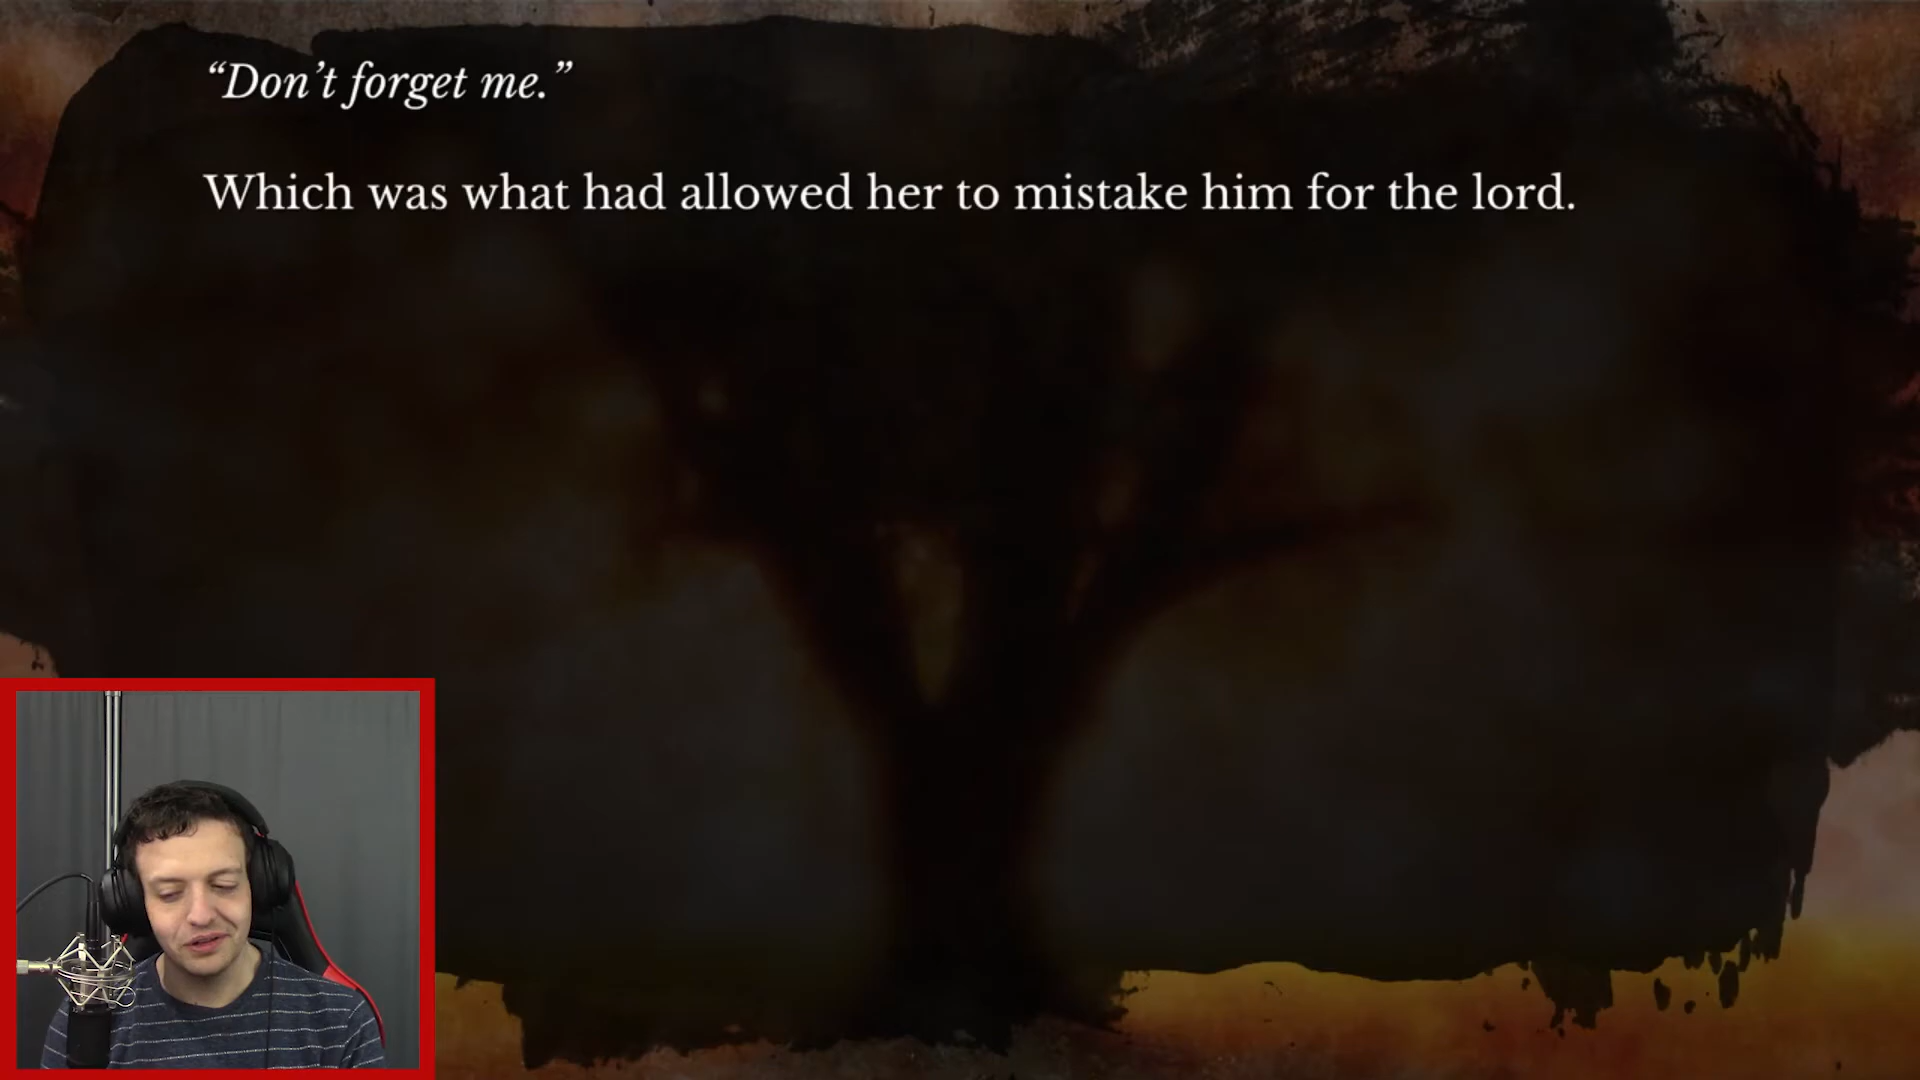 “Don’t forget me.”
Which was what had allowed her to mistake him for the lord.